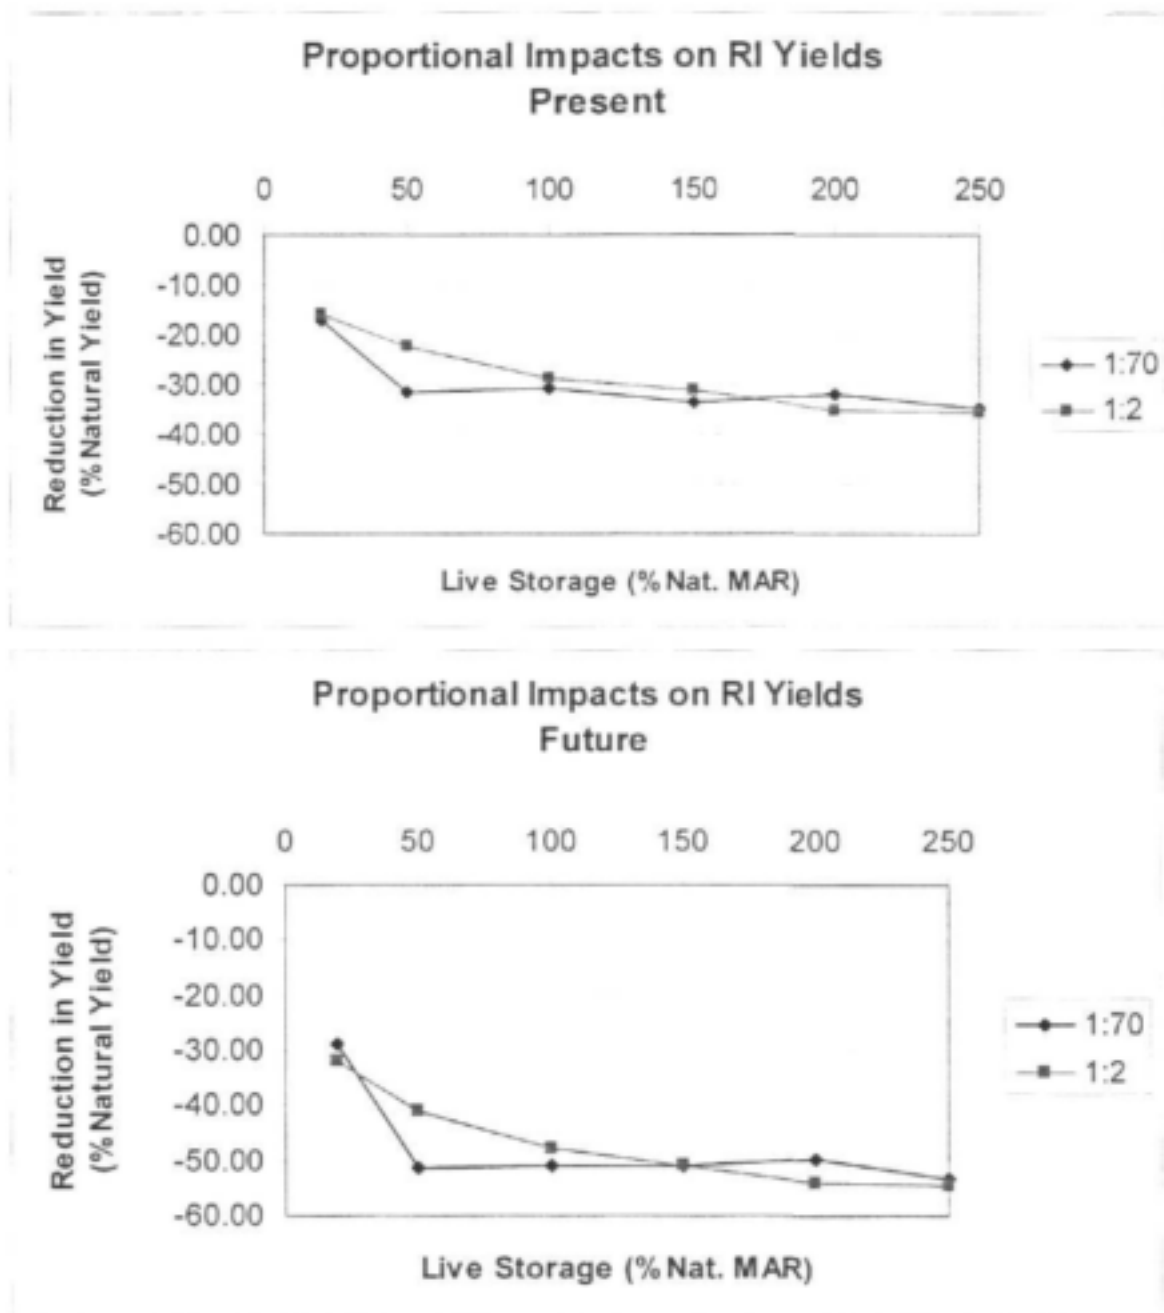 Proportional Impacts on RI Yields
Present
0 50 100 150 200 250
0.00
-10.00
-20.00
-30.00
-40.00
-50.00
-60.00
Reduction in Yield
(%Natural Yield)
1:70
1:2
Live Storage (%Nat. MAR)
Proportional Impacts on RI Yields
Future
0 50 100 150 200 250
0.00
-10.00
-20.00
-30.00
-40.00
-50.00
-60.00
Reduction in Yield
(%Natural Yield)
1:70
1:2
Live Storage (%Nat. MAR)